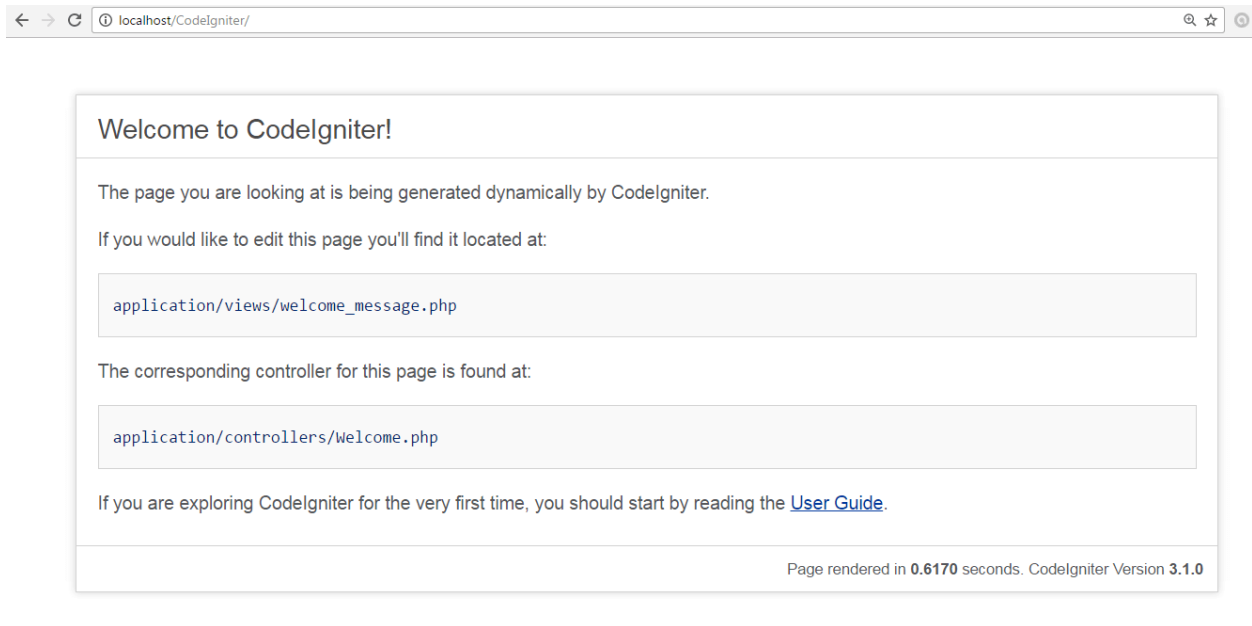 localhost/CodeIgniter/
Welcome to CodeIgniter!
The page you are looking at is being generated dynamically by CodeIgniter.
If you would like to edit this page you'll find it located at:
application/views/welcome_message.php
The corresponding controller for this page is found at:
application/controllers/Welcome.php
If you are exploring CodeIgniter for the very first time, you should start by reading the User Guide.
Page rendered in 0.6170 seconds. CodeIgniter Version 3.1.0